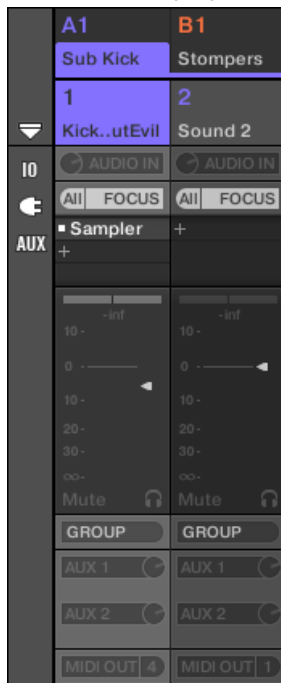 A1 B1
Sub Kick Stompers
1 2
Kick..utEvil Sound 2
IO AUDIO IN AUDIO IN
All FOCUS All FOCUS
Sampler +
AUX +
-inf -inf
10- 10-
0 - 0 -
10- 10-
20- 20-
30- 30-
∞- ∞-
Mute Mute
GROUP GROUP
AUX 1 AUX 1
AUX 2 AUX 2
MIDI OUT 4 MIDI OUT 1